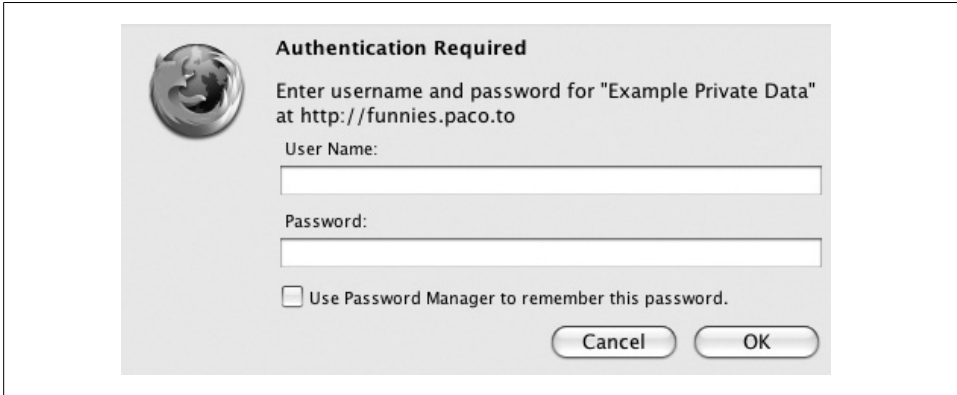 Authentication Required
Enter username and password for "Example Private Data"
at http://funnies.paco.to
User Name:
Password:
Use Password Manager to remember this password.
Cancel
OK